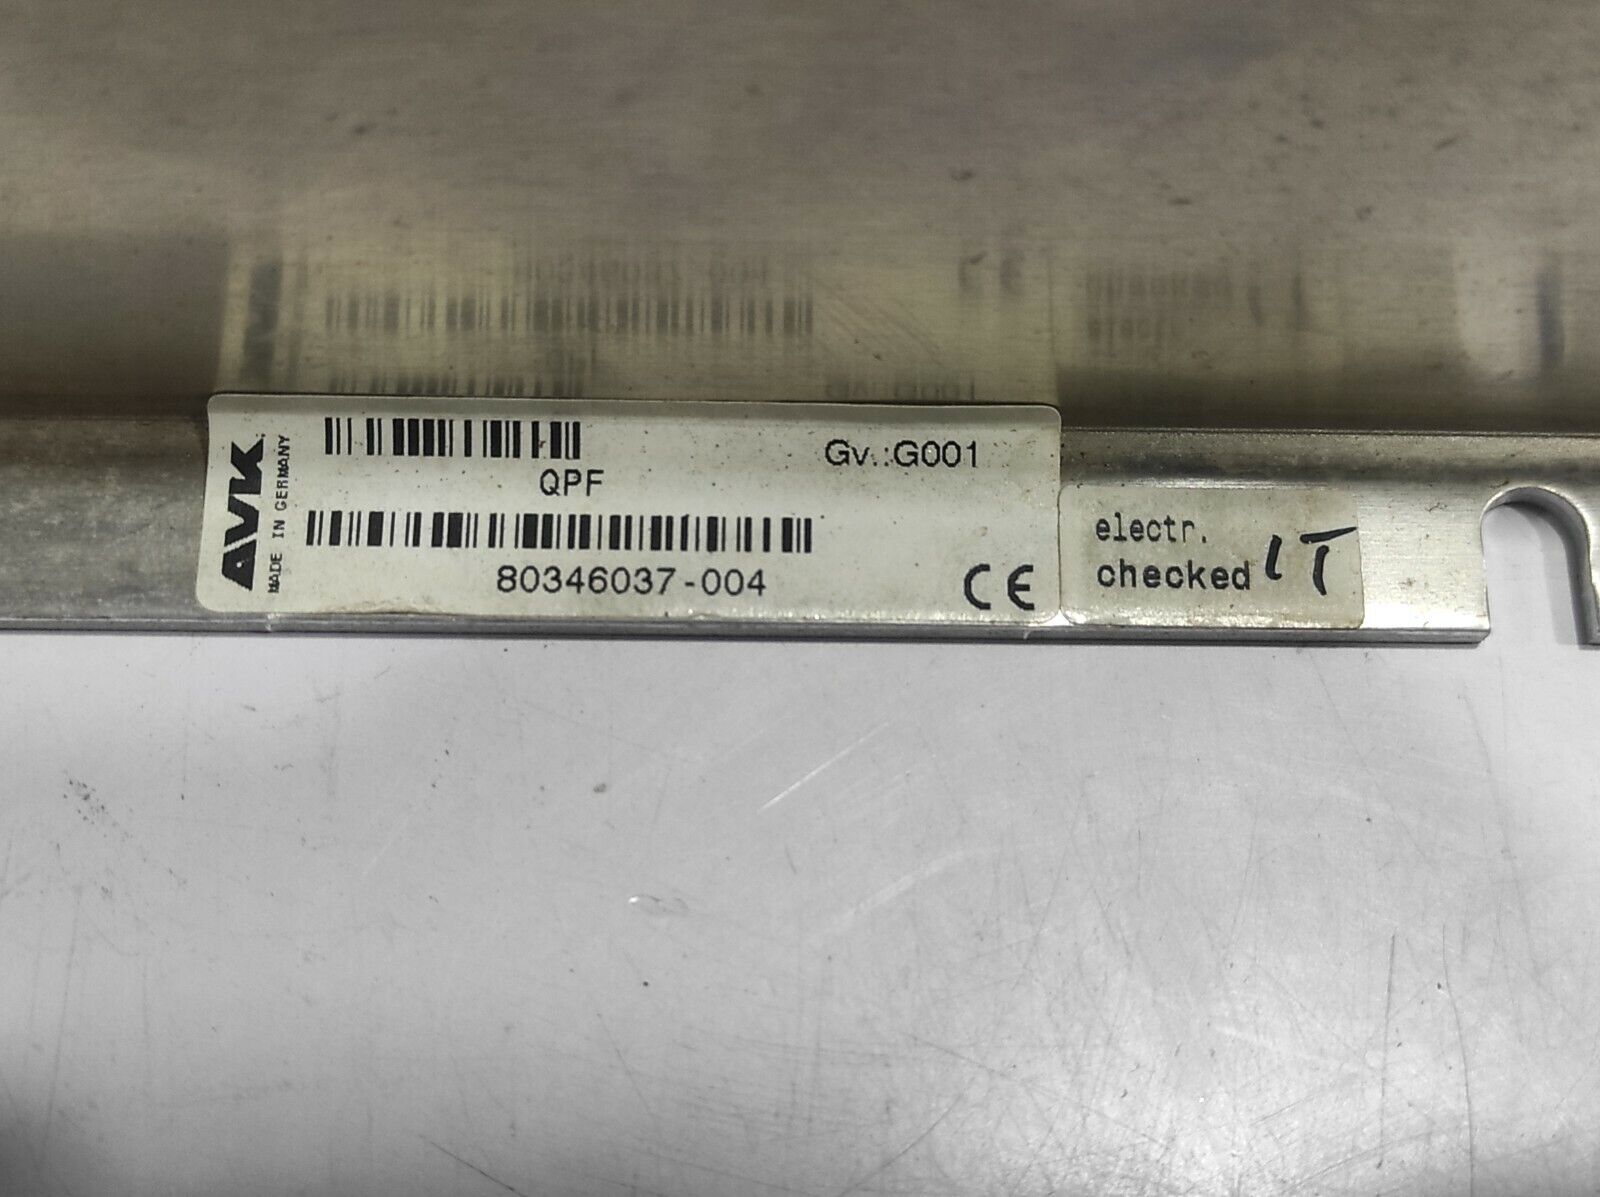 AVK
MADE IN GERMANY
QPF
Gv.:G001
80346037-004
CE
electr.
checked